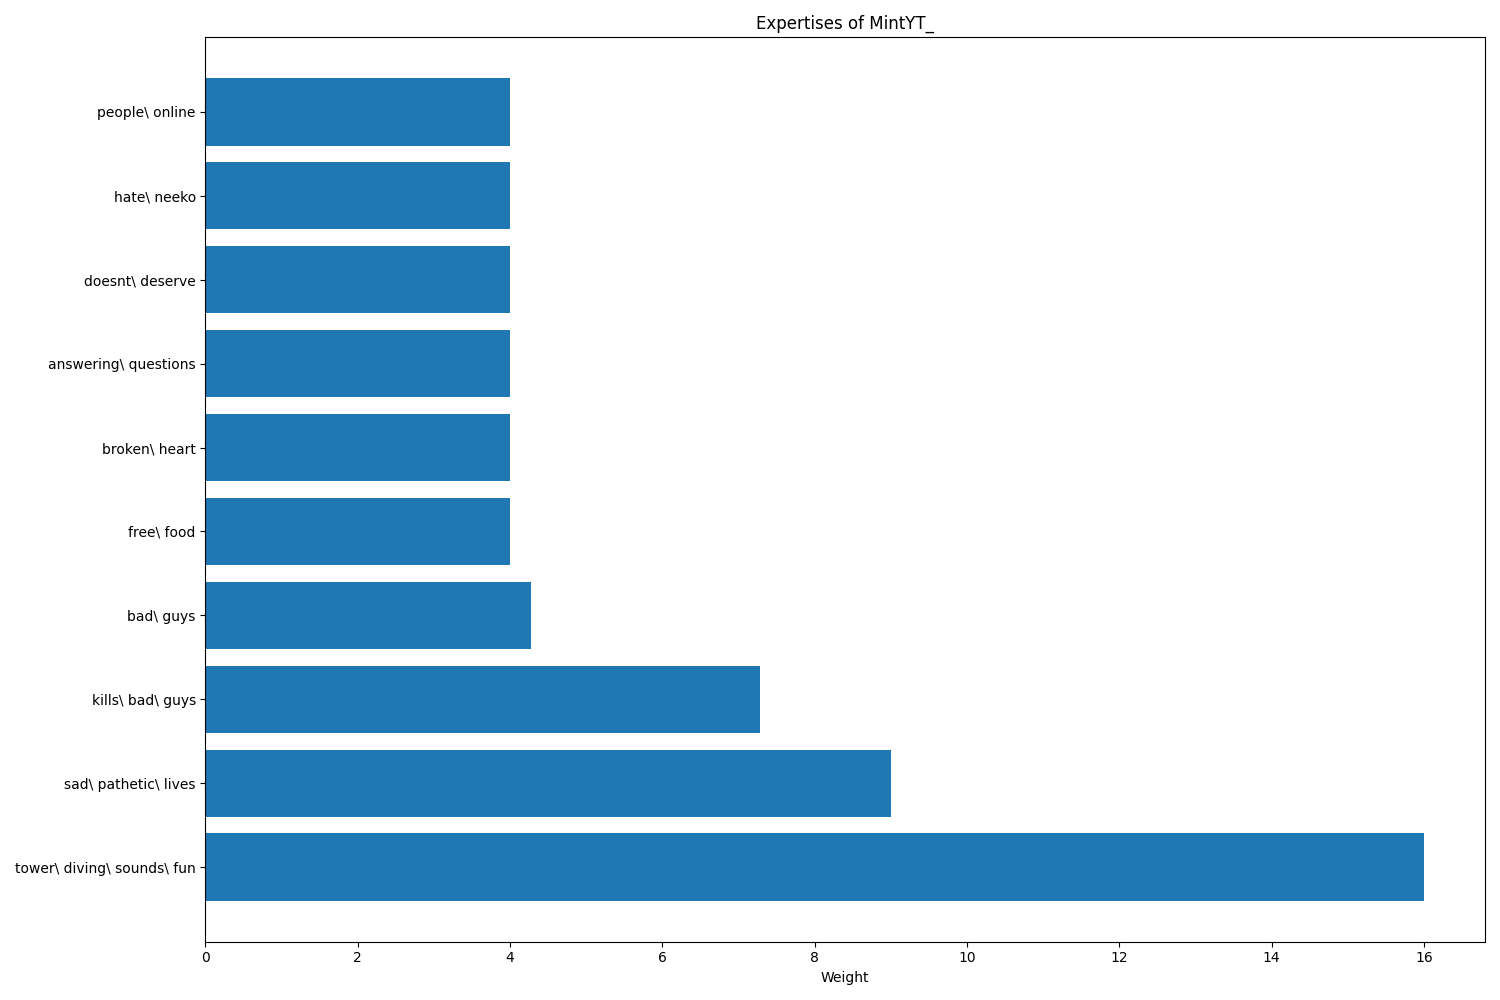 Expertises of MintYT_
people\ online
hate\ neeko
doesnt\ deserve
answering\ questions
broken\ heart
free\ food
bad\ guys
kills\ bad\ guys
sad\ pathetic\ lives
tower\ diving\ sounds\ fun
0 2 4 6 8 10 12 14 16
Weight